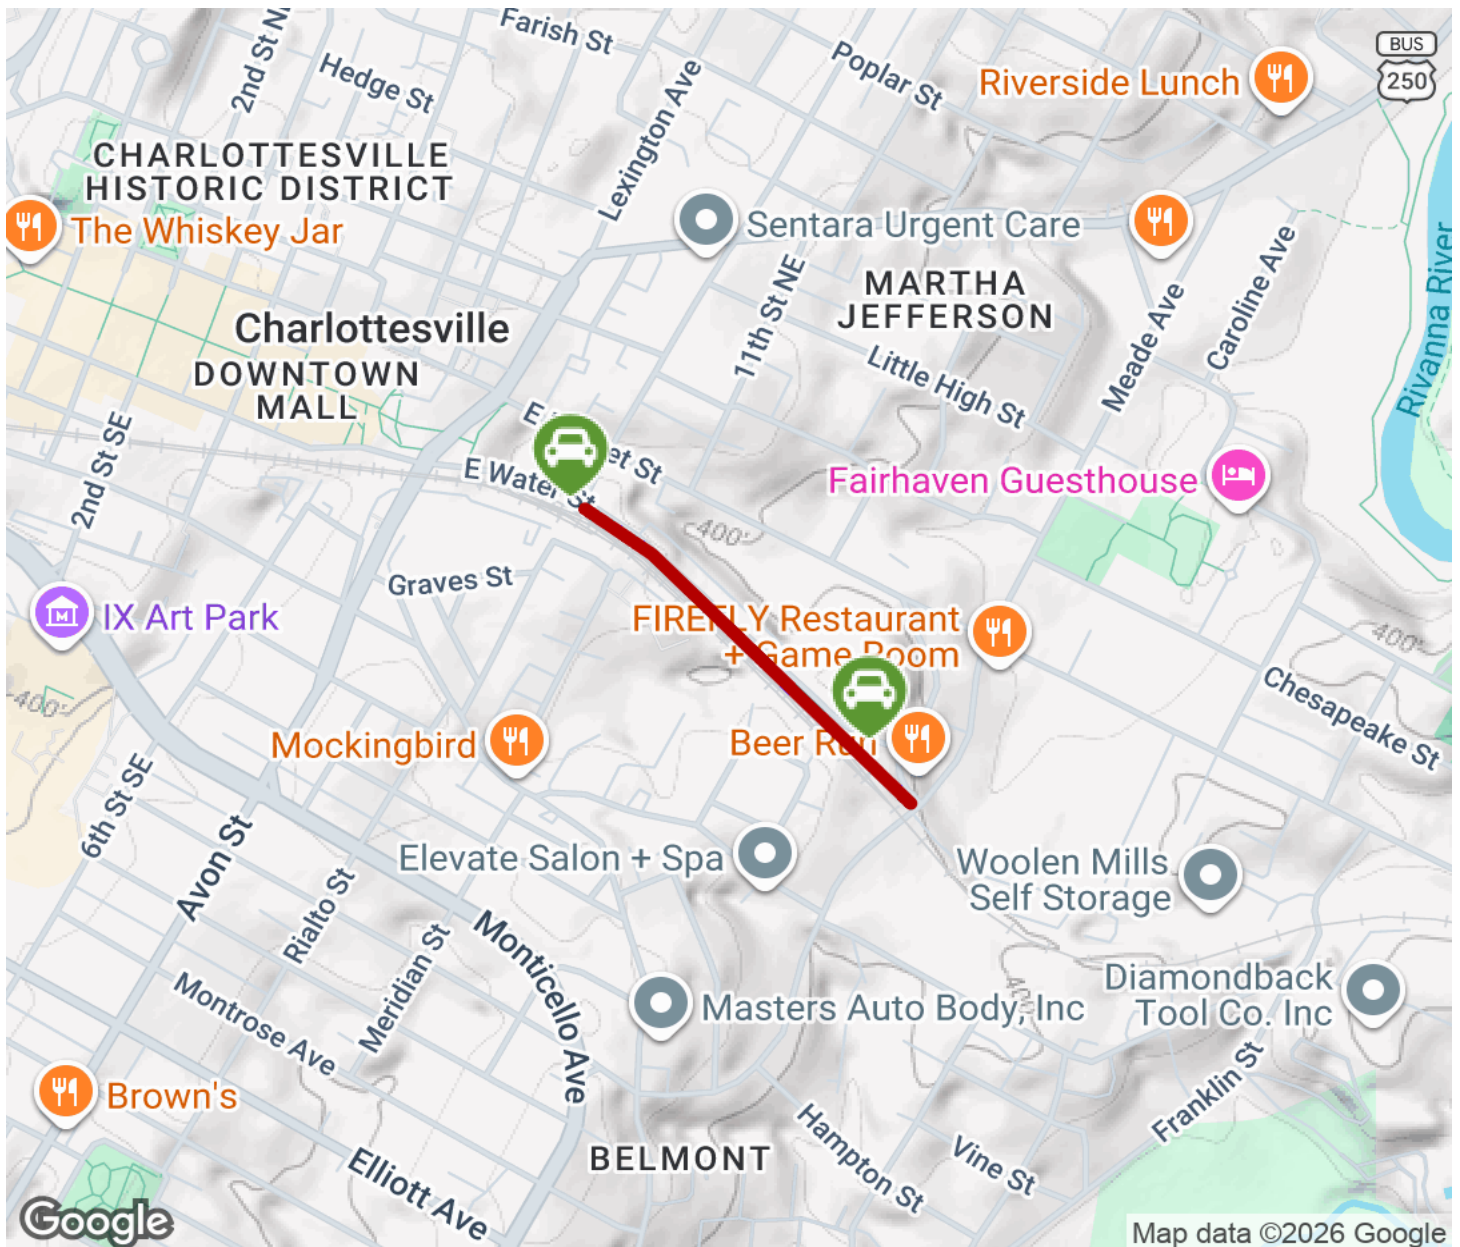 Farish St
2nd St N
Hedge St
Poplar St
Riverside Lunch
BUS
250
Lexington Ave
CHARLOTTESVILLE
HISTORIC DISTRICT
The Whiskey Jar
Sentara Urgent Care
Caroline Ave
Rivanna River
11th St NE
MARTHA
JEFFERSON
Meade Ave
Charlottesville
DOWNTOWN
MALL
Little High St
2nd St SE
E Water St
Fairhaven Guesthouse
400'
Graves St
IX Art Park
FIREFLY Restaurant
+ Game Room
400'
400'
Chesapeake St
Mockingbird
Beer Run
6th St SE
Avon St
Elevate Salon + Spa
Woolen Mills
Self Storage
Rialto St
Meridian St
Monticello Ave
Montrose Ave
Masters Auto Body, Inc
Diamondback
Tool Co. Inc
Franklin St
Brown's
BELMONT
Hampton St
Vine St
Elliott Ave
Google
Map data ©2026 Google